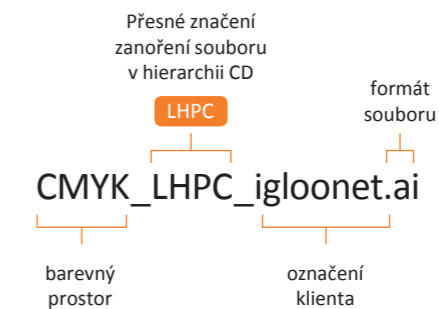 Přesné značení
zanoření souboru
v hierarchii CD
LHPC
formát
souboru
CMYK_LHPC_igloonet.ai
barevný
prostor
označení
klienta